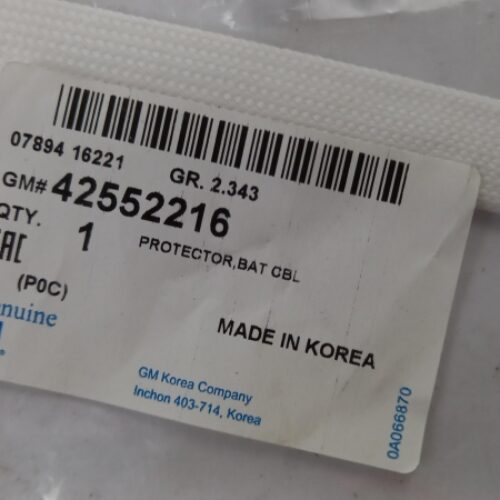 07894 16221 GR. 2.343
GM# 42552216
QTY. 1 PROTECTOR,BAT CBL
EAC
(P0C)
MADE IN KOREA
GM Korea Company
Inchon 403-714, Korea
0A066870